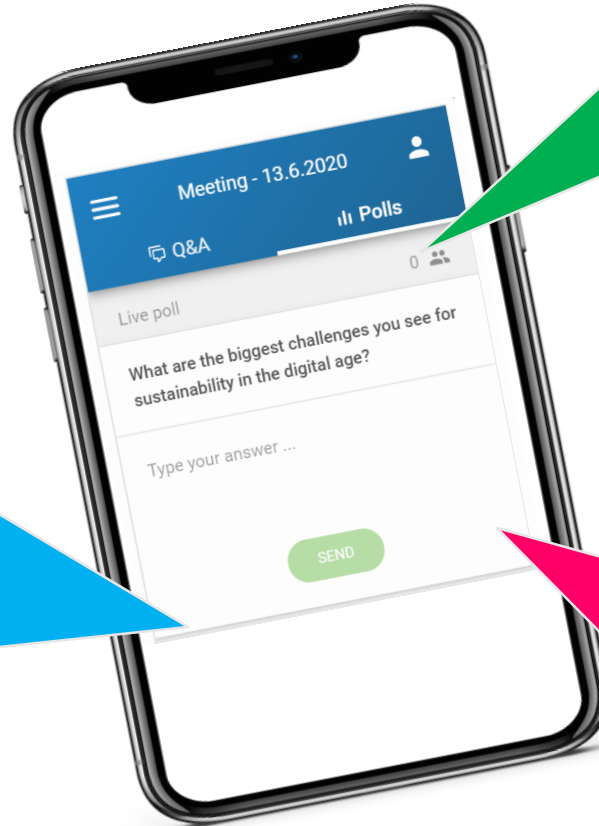 Meeting - 13.6.2020
Q&A
Polls
Live poll
0
What are the biggest challenges you see for
sustainability in the digital age?
Type your answer ...
SEND